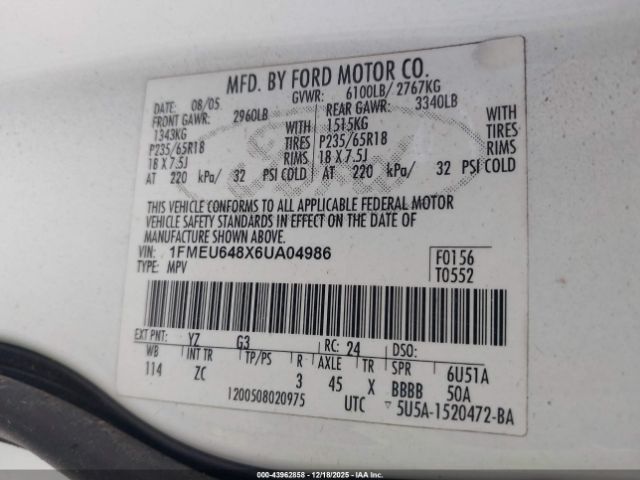 MFD. BY FORD MOTOR CO.
DATE: 08/05 GVWR: 6100LB/ 2767KG
FRONT GAWR: 2960LB REAR GAWR: 3340LB
1343KG WITH 1515KG WITH
P235/65R18 TIRES P235/65R18 TIRES
18 X 7.5J RIMS 18 X 7.5J RIMS
AT 220 kPa/ 32 PSI COLD AT 220 kPa/ 32 PSI COLD
THIS VEHICLE CONFORMS TO ALL APPLICABLE FEDERAL MOTOR
VEHICLE SAFETY STANDARDS IN EFFECT ON THE DATE OF
MANUFACTURE SHOWN ABOVE.
VIN: 1FMEU648X6UA04986 F0156
TYPE: MPV T0552
EXT PNT: YZ G3 RC: 24 DSO:
WB INT TR TP/PS R AXLE TR SPR 6U51A
114 ZC 3 45 X BBBB 50A
1200508020975 UTC ▽5U5A-1520472-BA
000-43962858 | 12/18/2025 | IAA Inc.